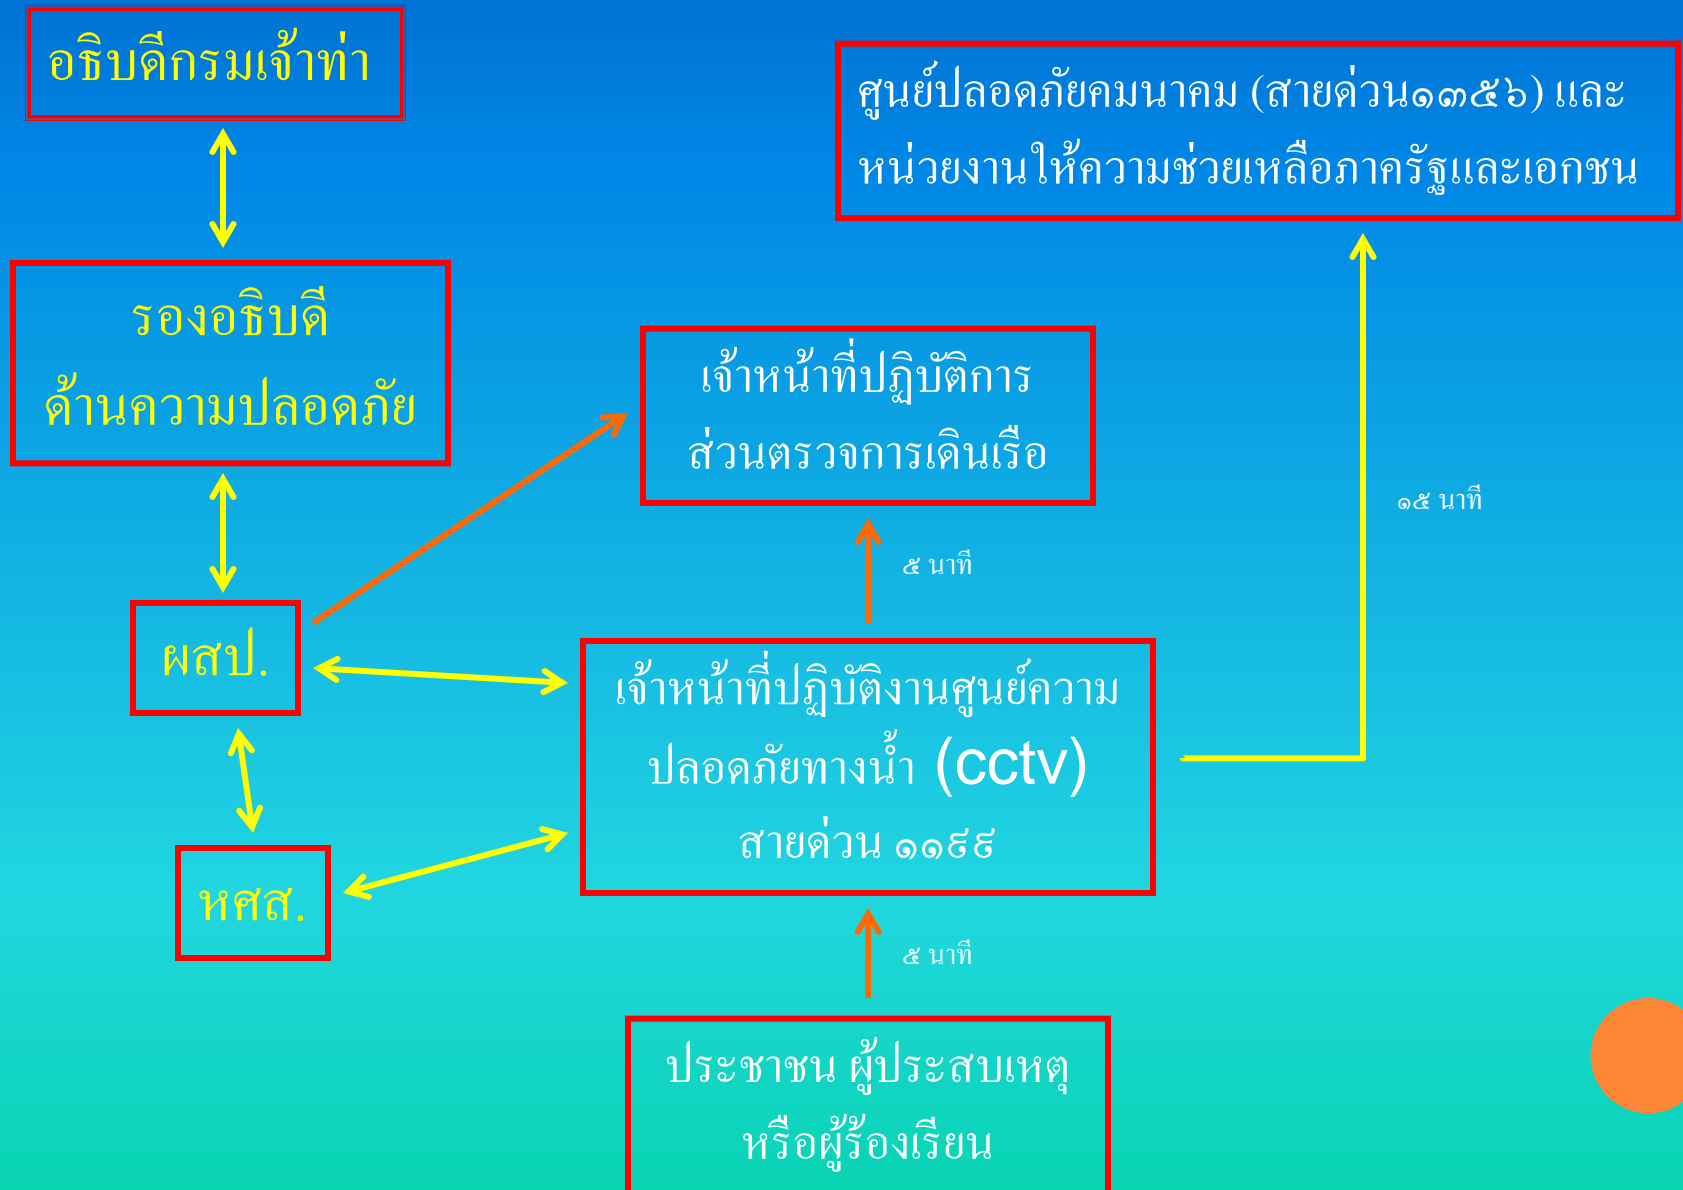 อธิบดีกรมเจ้าท่า
ศูนย์ปลอดภัยคมนาคม (สายด่วน๑๓๕๖) และ
หน่วยงานให้ความช่วยเหลือภาครัฐและเอกชน
รองอธิบดี
ด้านความปลอดภัย
เจ้าหน้าที่ปฏิบัติการ
ส่วนตรวจการเดินเรือ
๑๕ นาที
๕ นาที
ผสป.
เจ้าหน้าที่ปฏิบัติงานศูนย์ความ
ปลอดภัยทางน้ำ (cctv)
สายด่วน ๑๑๙๙
หศส.
๕ นาที
ประชาชน ผู้ประสบเหตุ
หรือผู้ร้องเรียน